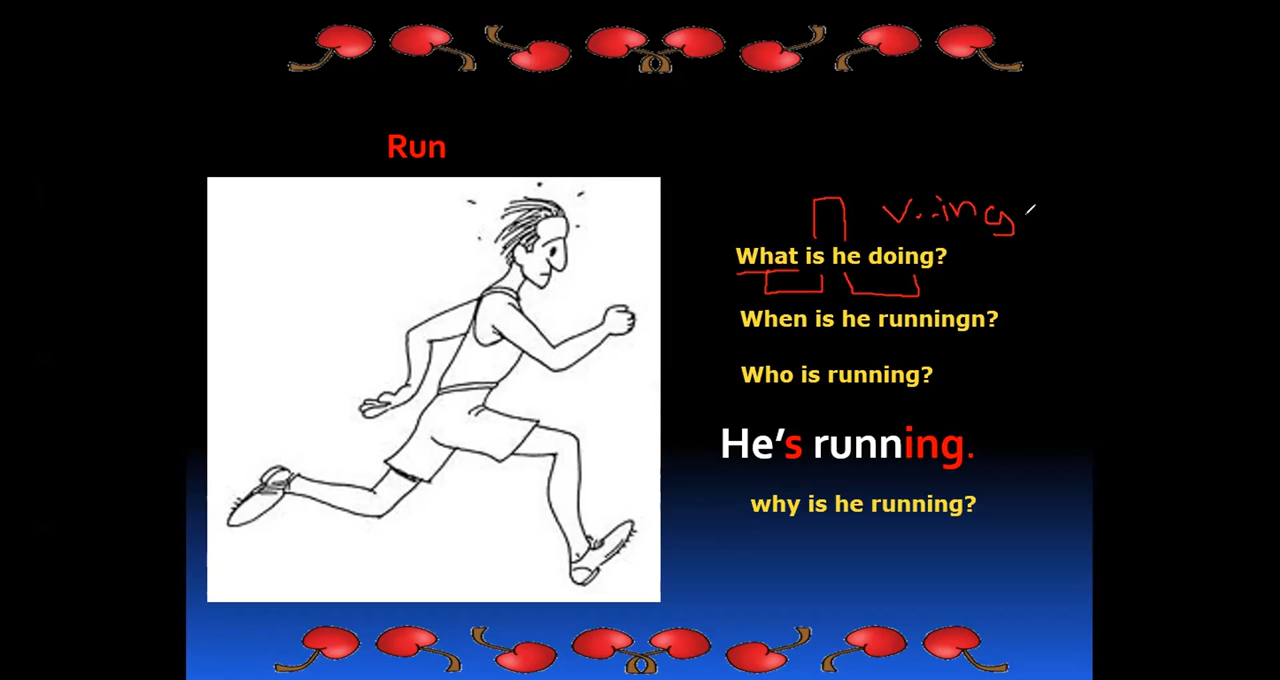 Run
v..ing
What is he doing?
When is he runningn?
Who is running?
He's running.
why is he running?